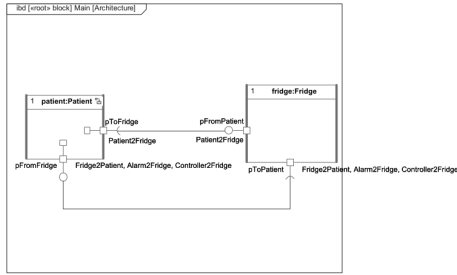 ibd [«root» block] Main [Architecture]
1 patient:Patient
1 fridge:Fridge
pToFridge
pFromPatient
Patient2Fridge
Patient2Fridge
pFromFridge
Fridge2Patient, Alarm2Fridge, Controller2Fridge
pToPatient
Fridge2Patient, Alarm2Fridge, Controller2Fridge